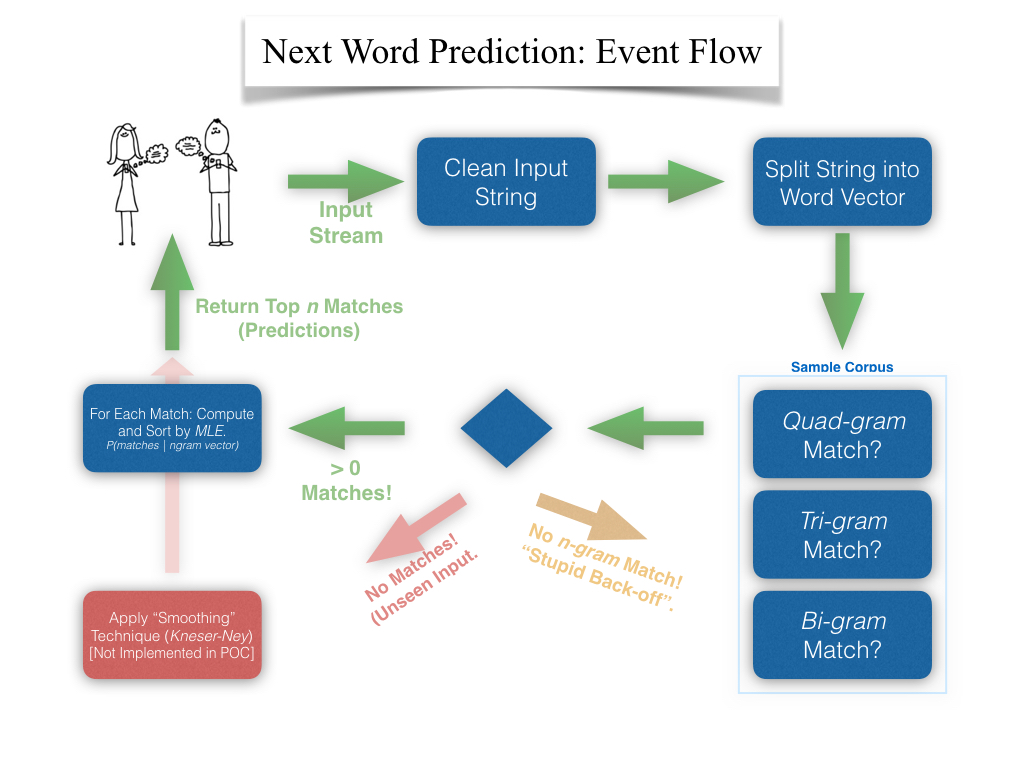 Next Word Prediction: Event Flow
Clean Input
String
Split String into
Word Vector
Input
Stream
Return Top n Matches
(Predictions)
Sample Corpus
Quad-gram
Match?
Tri-gram
Match?
Bi-gram
Match?
For Each Match: Compute
and Sort by MLE.
P(matches | ngram vector)
> 0
Matches!
No Matches!
(Unseen Input.
No n-gram Match!
“Stupid Back-off”.
Apply “Smoothing”
Technique (Kneser-Ney)
[Not Implemented in POC]